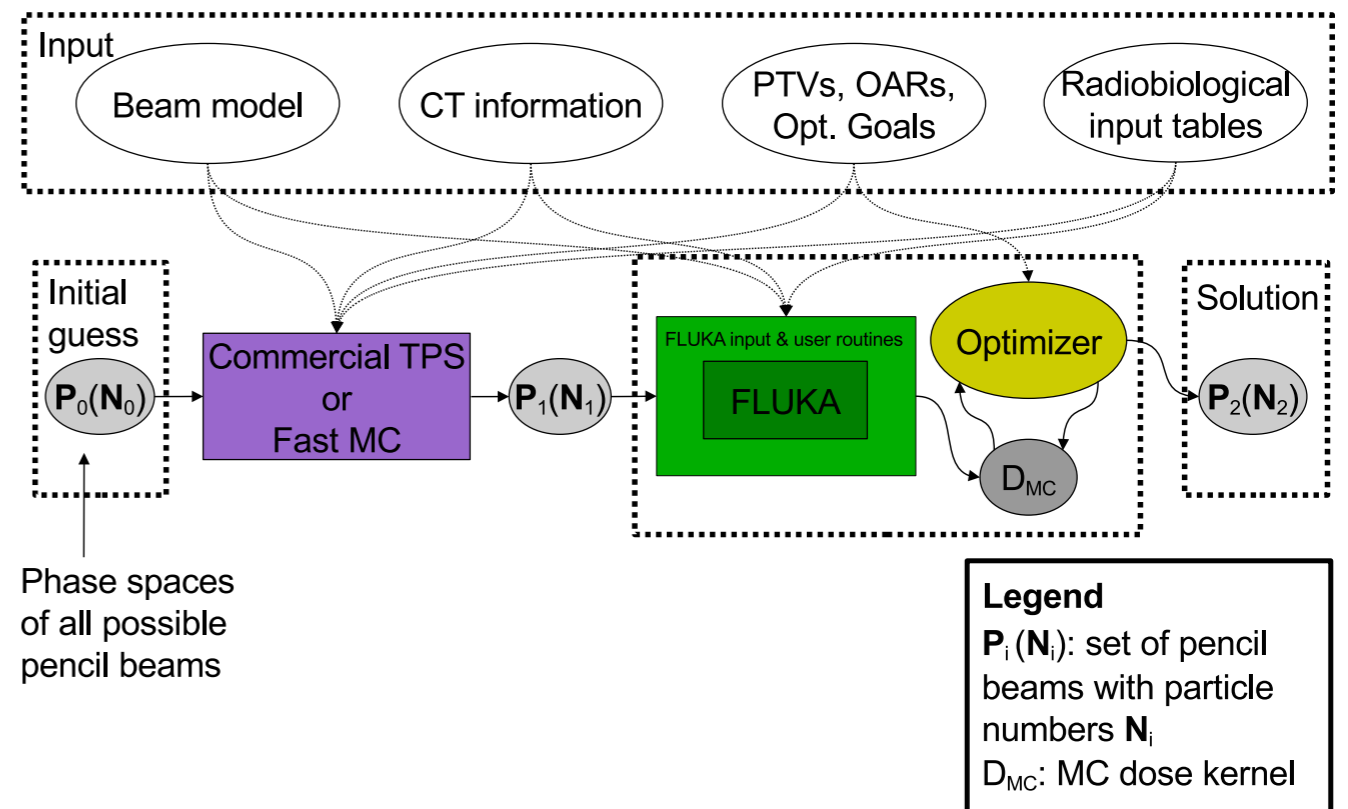 Input
Beam model
CT information
PTVs, OARs,
Opt. Goals
Radiobiological
input tables
Initial
guess
P₀(N₀)
Commercial TPS
or
Fast MC
P₁(N₁)
FLUKA input & user routines
FLUKA
Optimizer
D_MC
Solution
P₂(N₂)
Phase spaces
of all possible
pencil beams
Legend
Pᵢ(Nᵢ): set of pencil
beams with particle
numbers Nᵢ
D_MC: MC dose kernel